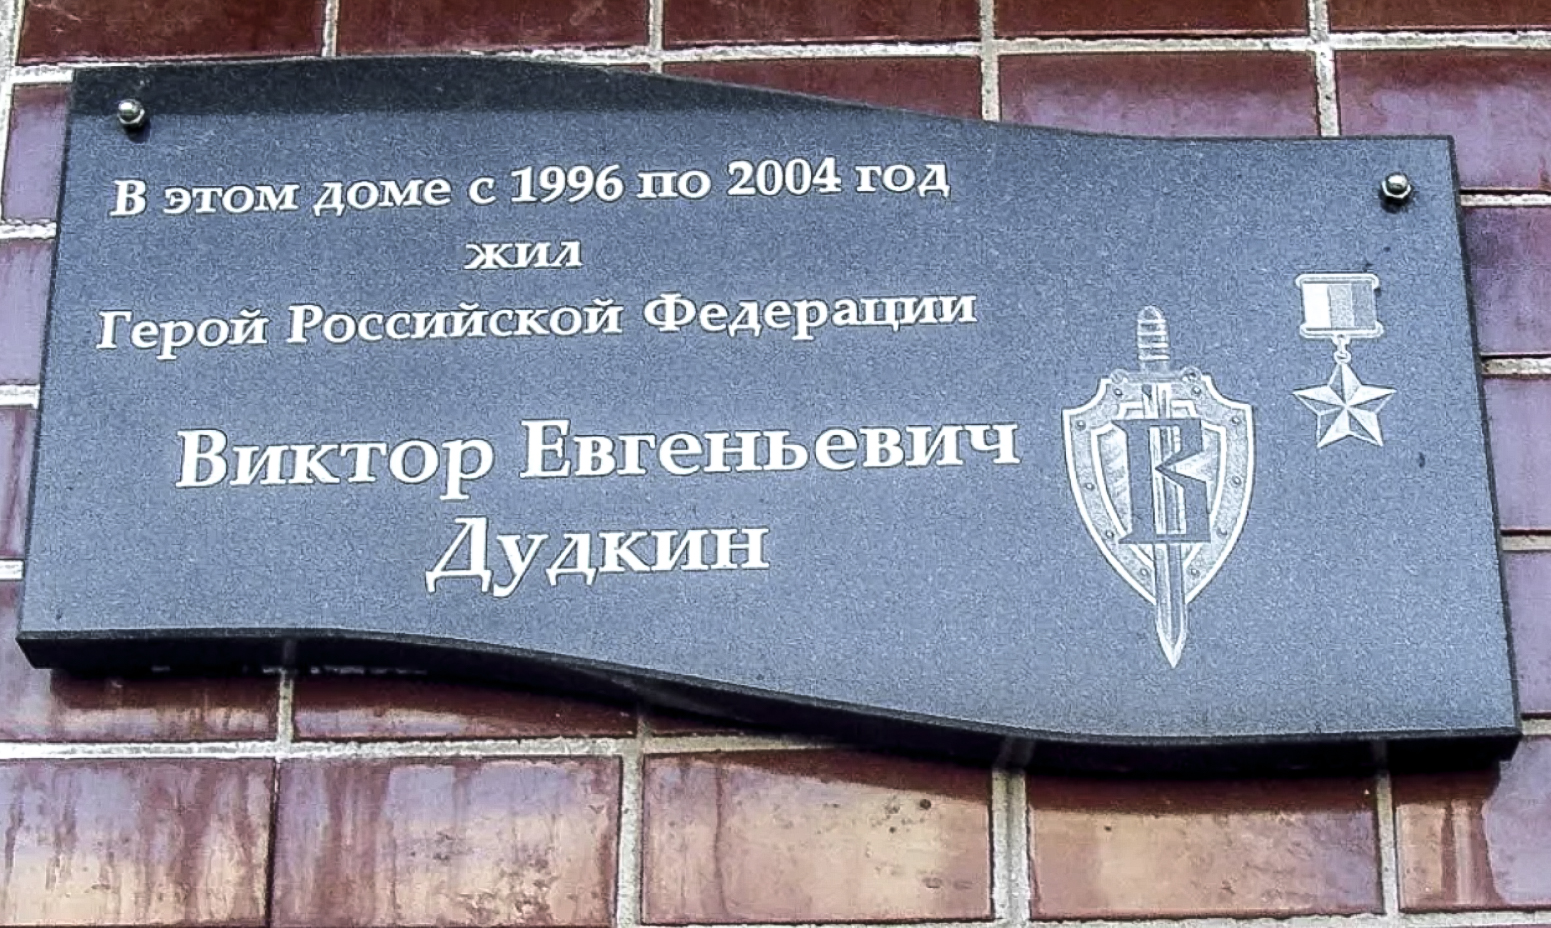 В этом доме с 1996 по 2004 год
жил
Герой Российской Федерации
Виктор Евгеньевич
Дудкин
В